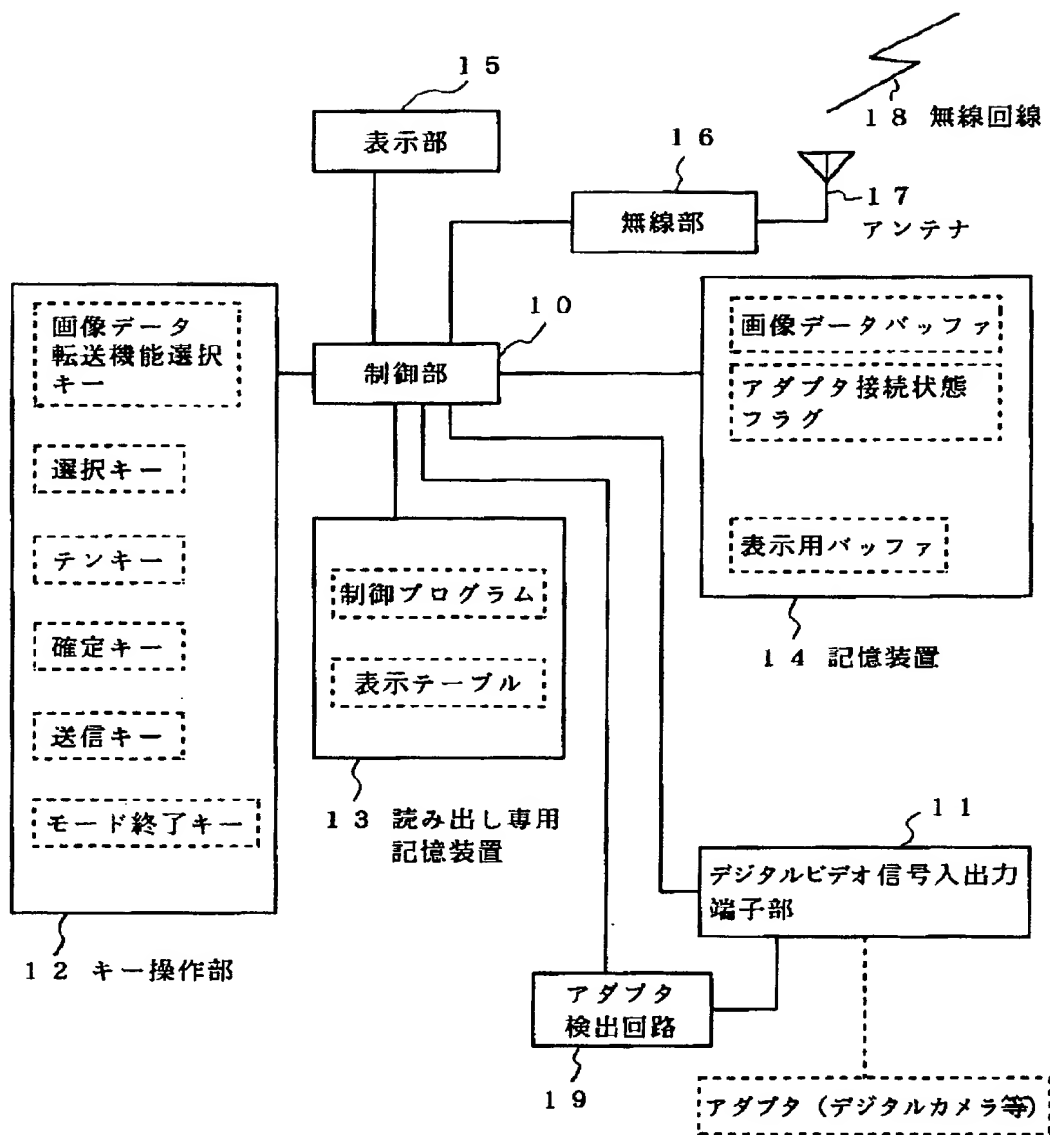 １５
表示部
１８ 無線回線
１６
無線部
１７
アンテナ
画像データ
転送機能選択
キー
選択キー
テンキー
確定キー
送信キー
モード終了キー
１２ キー操作部
１０
制御部
制御プログラム
表示テーブル
１３ 読み出し専用
記憶装置
画像データバッファ
アダプタ接続状態
フラグ
表示用バッファ
１４ 記憶装置
１１
デジタルビデオ信号入出力
端子部
アダプタ
検出回路
１９
アダプタ（デジタルカメラ等）